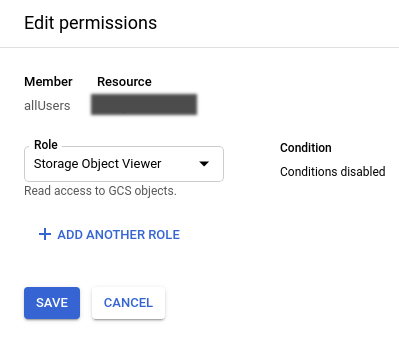 Edit permissions
Member Resource
allUsers
Role
Storage Object Viewer
Read access to GCS objects.
Condition
Conditions disabled
ADD ANOTHER ROLE
SAVE CANCEL